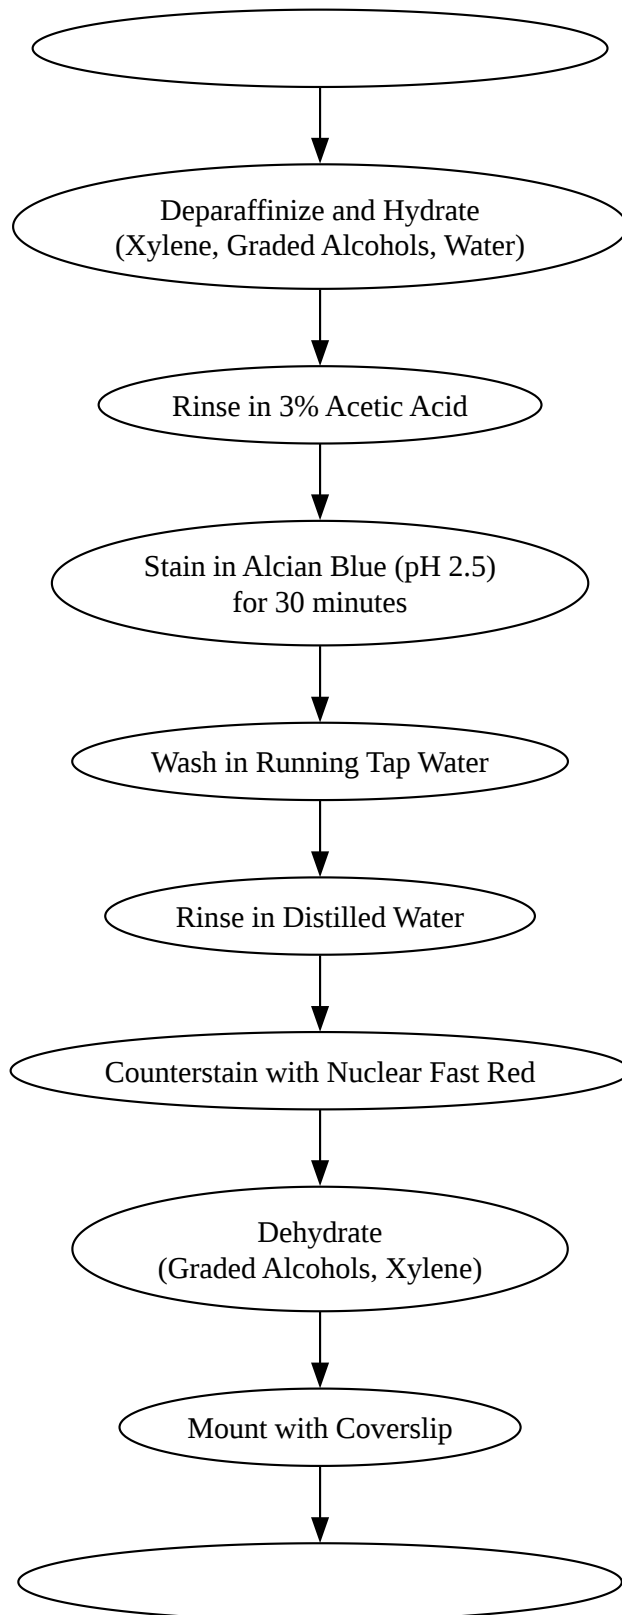 Deparaffinize and Hydrate
(Xylene, Graded Alcohols, Water)
Rinse in 3% Acetic Acid
Stain in Alcian Blue (pH 2.5)
for 30 minutes
Wash in Running Tap Water
Rinse in Distilled Water
Counterstain with Nuclear Fast Red
Dehydrate
(Graded Alcohols, Xylene)
Mount with Coverslip